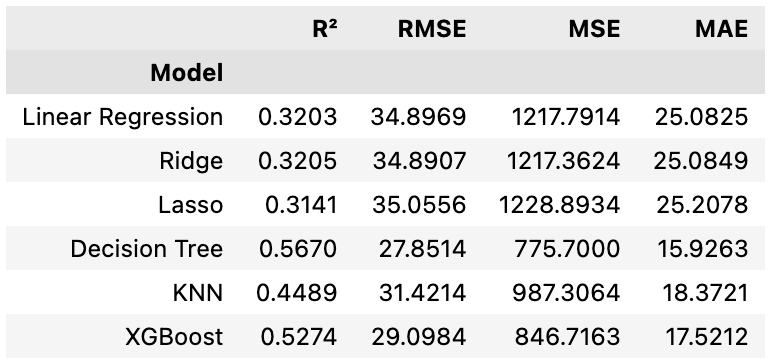 R² RMSE MSE MAE
Model
Linear Regression 0.3203 34.8969 1217.7914 25.0825
Ridge 0.3205 34.8907 1217.3624 25.0849
Lasso 0.3141 35.0556 1228.8934 25.2078
Decision Tree 0.5670 27.8514 775.7000 15.9263
KNN 0.4489 31.4214 987.3064 18.3721
XGBoost 0.5274 29.0984 846.7163 17.5212